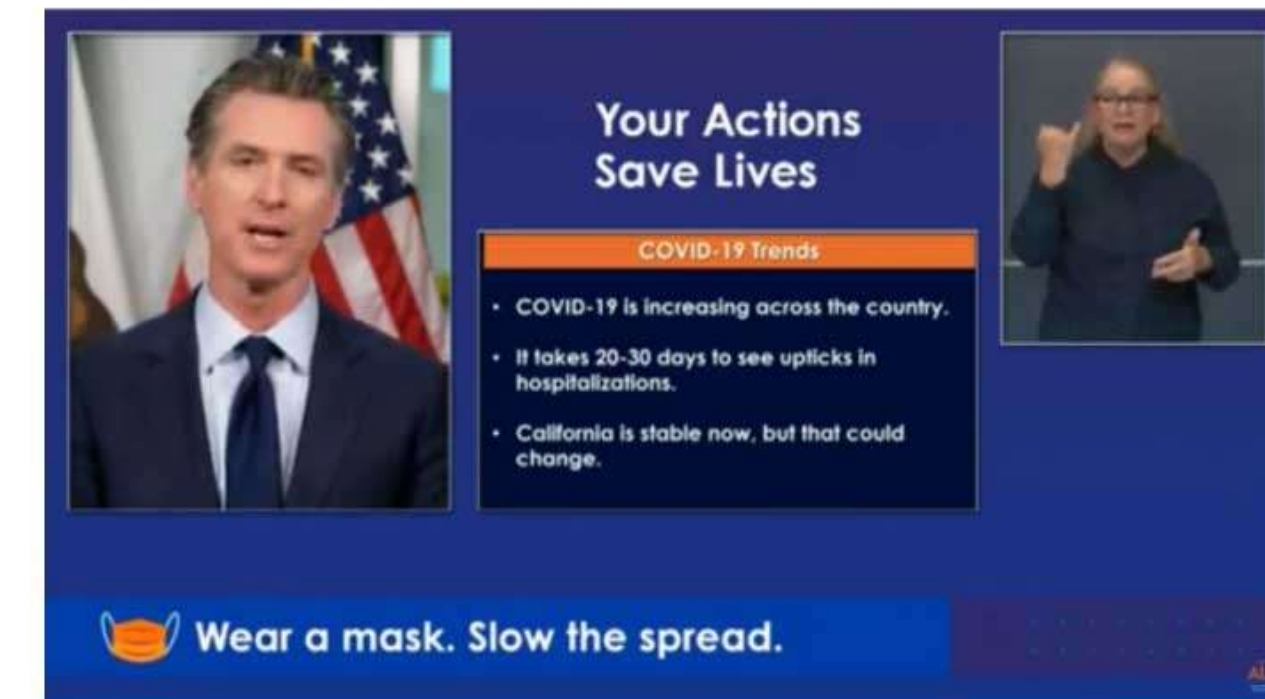 Your Actions
Save Lives
COVID-19 Trends
• COVID-19 is increasing across the country.
• It takes 20-30 days to see upticks in
hospitalizations.
• California is stable now, but that could
change.
Wear a mask. Slow the spread.